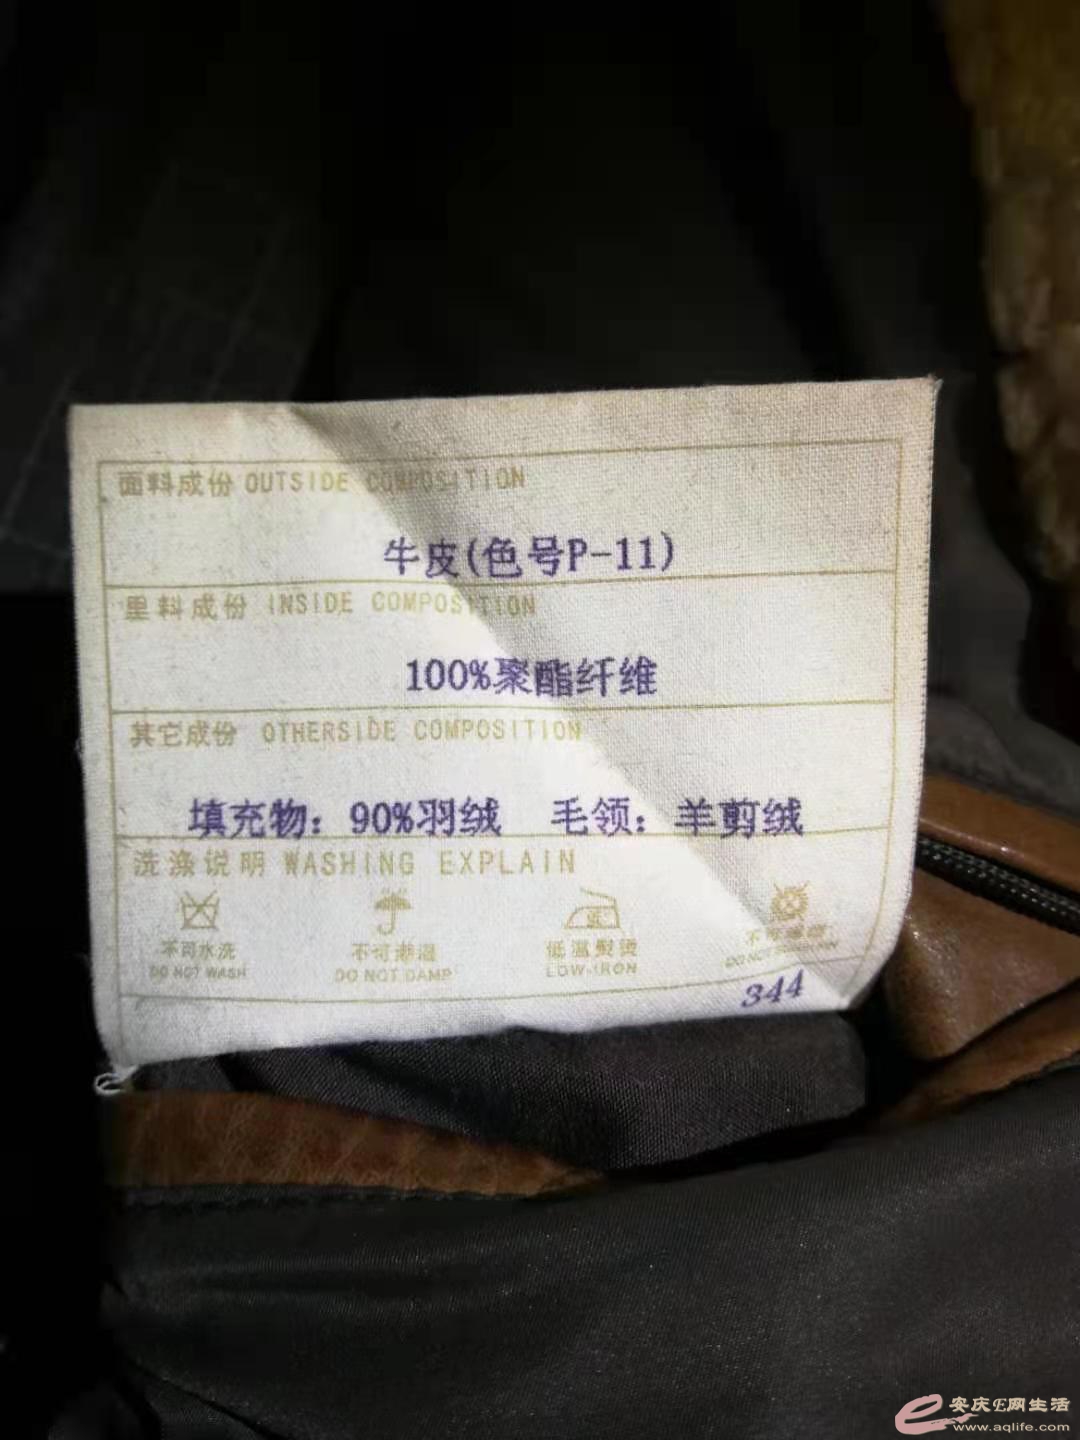 面料成份 OUTSIDE COMPOSITION
牛皮(色号P-11)
里料成份 INSIDE COMPOSITION
100%聚酯纤维
其它成份 OTHERSIDE COMPOSITION
填充物：90%羽绒 毛领：羊剪绒
洗涤说明 WASHING EXPLAIN
不可水洗 不可潮湿 低温熨烫 不可
DO NOT WASH DO NOT DAMP LOW-IRON DO NOT
344
e 安庆E网生活
www.aqlife.com